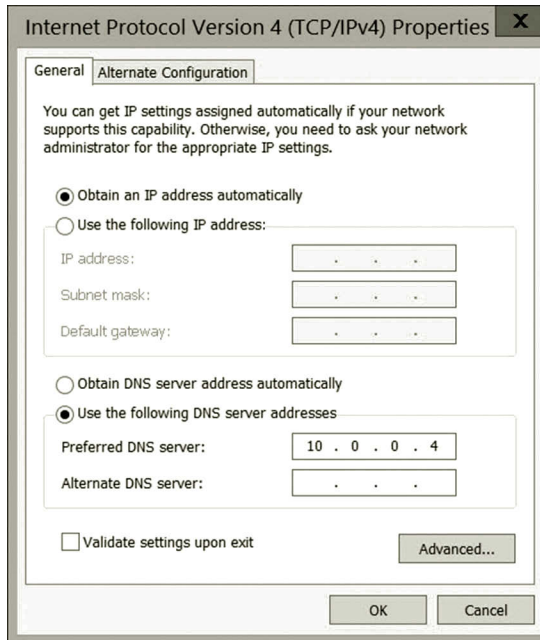 Internet Protocol Version 4 (TCP/IPv4) Properties X
General Alternate Configuration
You can get IP settings assigned automatically if your network
supports this capability. Otherwise, you need to ask your network
administrator for the appropriate IP settings.
Obtain an IP address automatically
Use the following IP address:
IP address: . . .
Subnet mask: . . .
Default gateway: . . .
Obtain DNS server address automatically
Use the following DNS server addresses
Preferred DNS server: 10 . 0 . 0 . 4
Alternate DNS server: . . .
Validate settings upon exit
Advanced...
OK Cancel